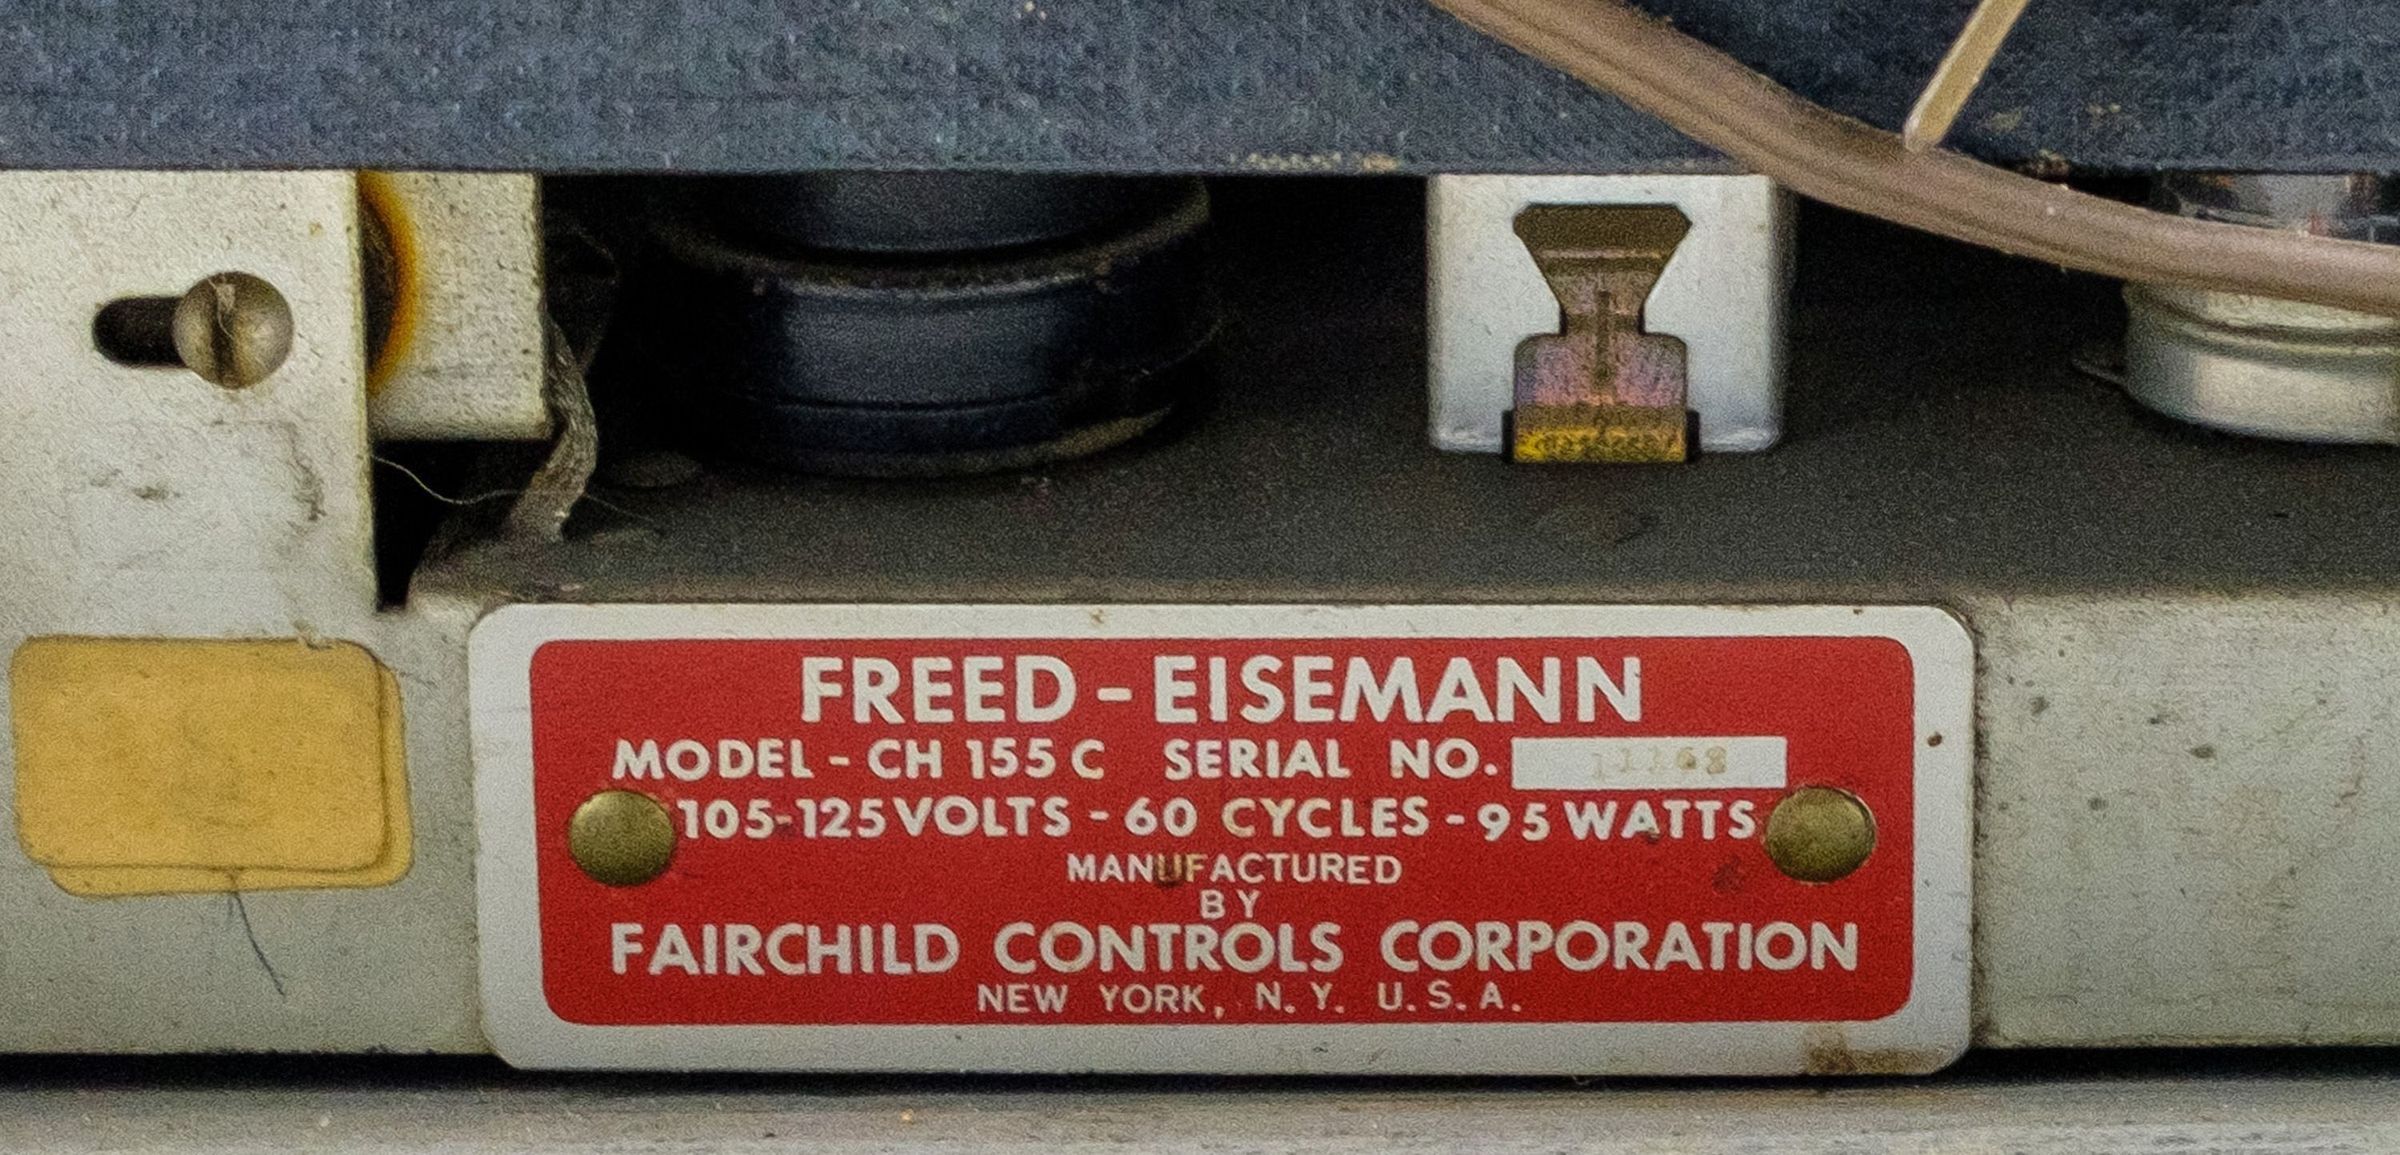 FREED - EISEMANN
MODEL - CH 155 C SERIAL NO.
105-125 VOLTS - 60 CYCLES - 95 WATTS
MANUFACTURED
BY
FAIRCHILD CONTROLS CORPORATION
NEW YORK, N. Y. U. S. A.